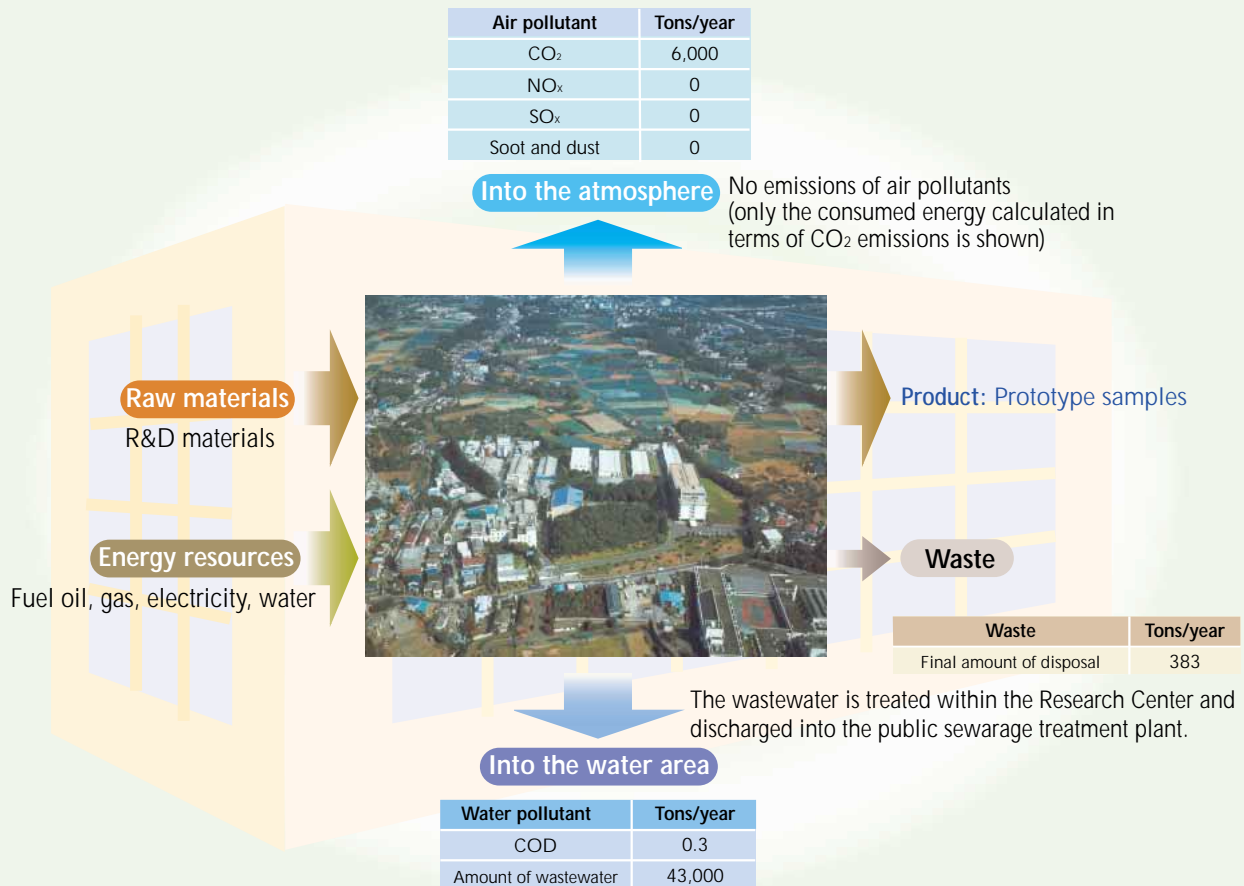 Air pollutant Tons/year
CO₂ 6,000
NOx 0
SOx 0
Soot and dust 0
Into the atmosphere
No emissions of air pollutants
(only the consumed energy calculated in
terms of CO₂ emissions is shown)
Raw materials
R&D materials
Product: Prototype samples
Energy resources
Fuel oil, gas, electricity, water
Waste
Waste Tons/year
Final amount of disposal 383
The wastewater is treated within the Research Center and
discharged into the public sewarage treatment plant.
Into the water area
Water pollutant Tons/year
COD 0.3
Amount of wastewater 43,000